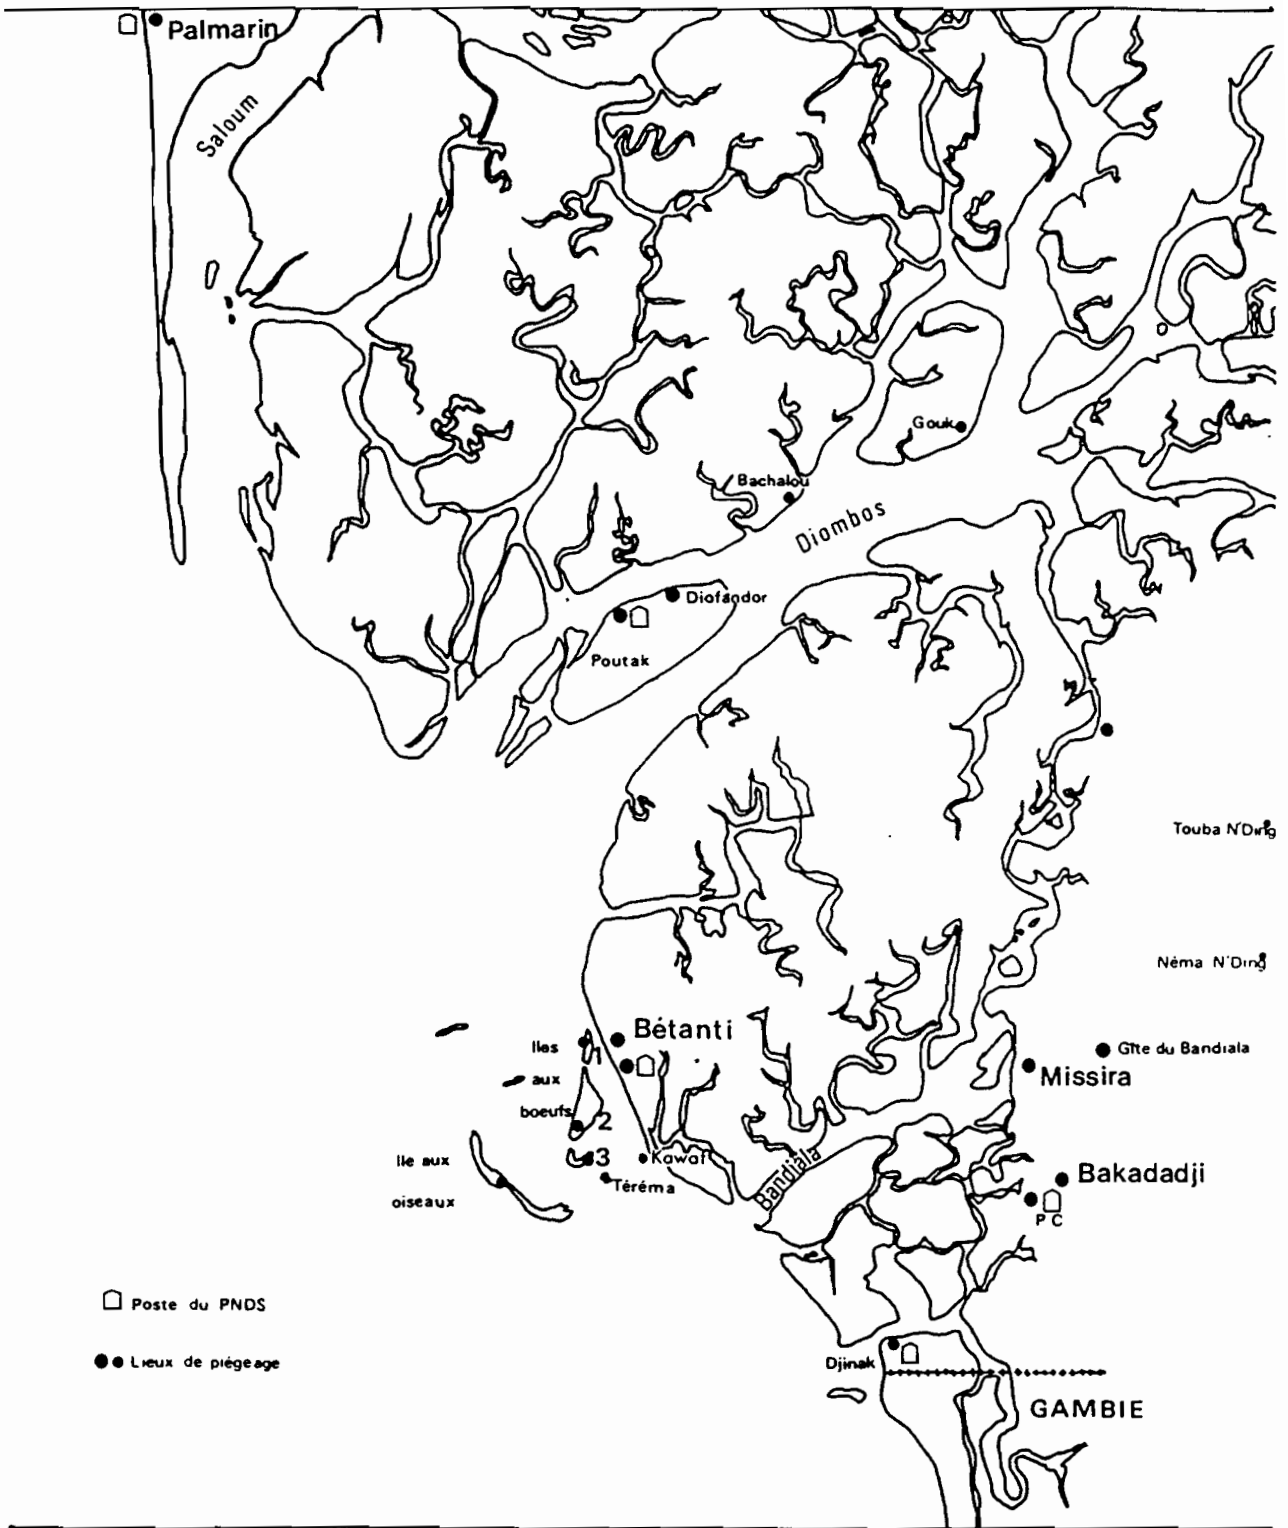 Palmarin
Saloum
Gouk
Bachalou
Diombos
Diofandor
Poutak
Touba N'Ding
Néma N'Ding
Bétanti
Iles
1
aux
boeufs
2
3
Gîte du Bandiala
Missira
Ile aux
oiseaux
Kawat
Téréma
Bandiala
Bakadadji
P C
Poste du PNDS
Lieux de piégeage
Djinak
GAMBIE